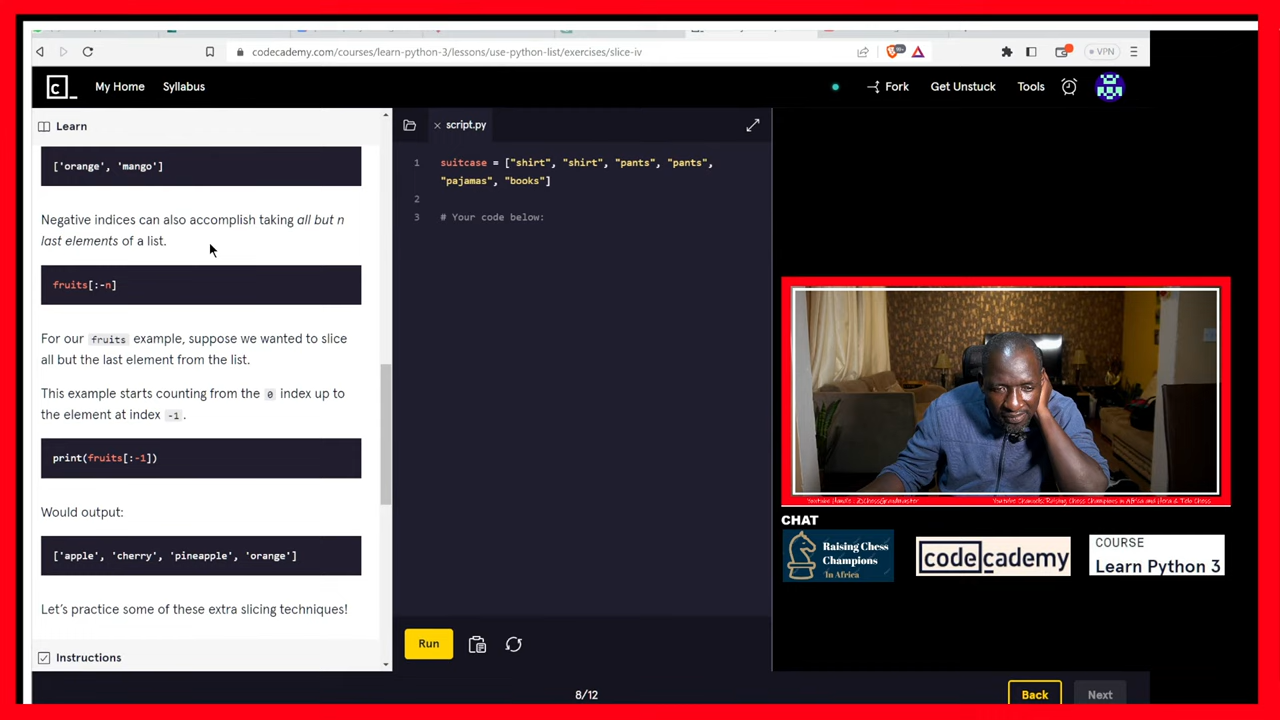 codecademy.com/courses/learn-python-3/lessons/use-python-list/exercises/slice-iv
VPN
My Home
Syllabus
Fork
Get Unstuck
Tools
Learn
['orange', 'mango']
Negative indices can also accomplish taking all but n
last elements of a list.
fruits[:-n]
For our fruits example, suppose we wanted to slice
all but the last element from the list.
This example starts counting from the 0 index up to
the element at index -1.
print(fruits[:-1])
Would output:
['apple', 'cherry', 'pineapple', 'orange']
Let's practice some of these extra slicing techniques!
Instructions
script.py
1 suitcase = ["shirt", "shirt", "pants", "pants",
"pajamas", "books"]
2
3 # Your code below:
Run
8/12
Back
Next
CHAT
Raising Chess
Champions
In Africa
codecademy
COURSE
Learn Python 3